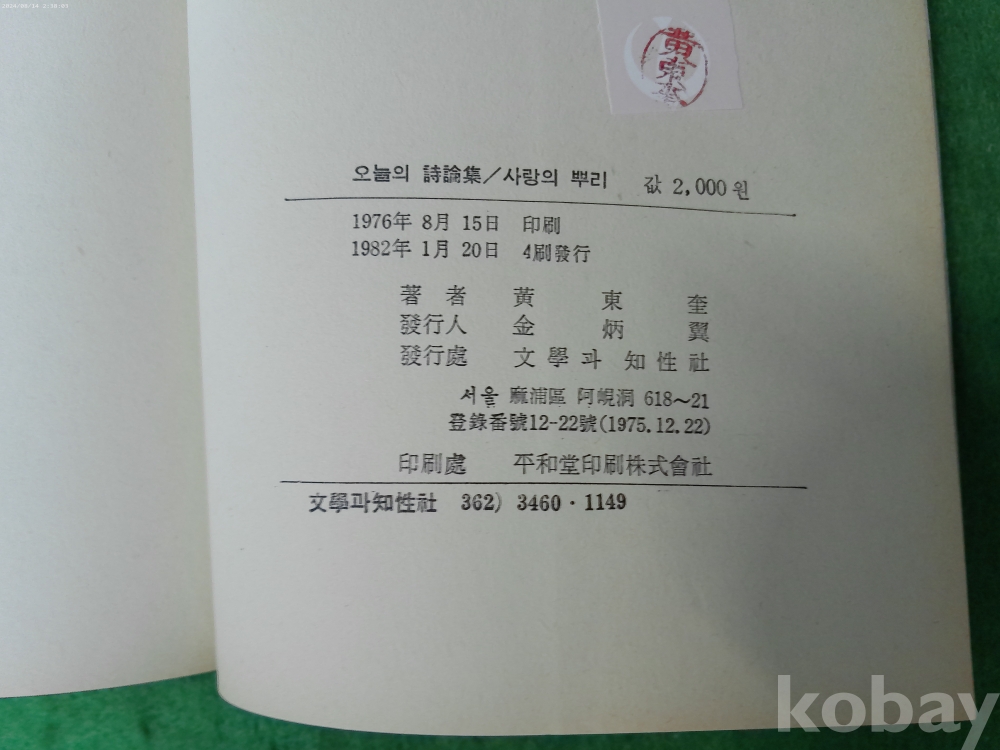 黃東奎
오늘의 詩論集/사랑의 뿌리 값 2,000원
1976年 8月 15日 印刷
1982年 1月 20日 4刷發行
著者 黃東奎
發行人 金炳翼
發行處 文學과 知性社
서울 麻浦區 阿峴洞 618~21
登錄番號12-22號(1975.12.22)
印刷處 平和堂印刷株式會社
文學과知性社 362) 3460·1149
kobay